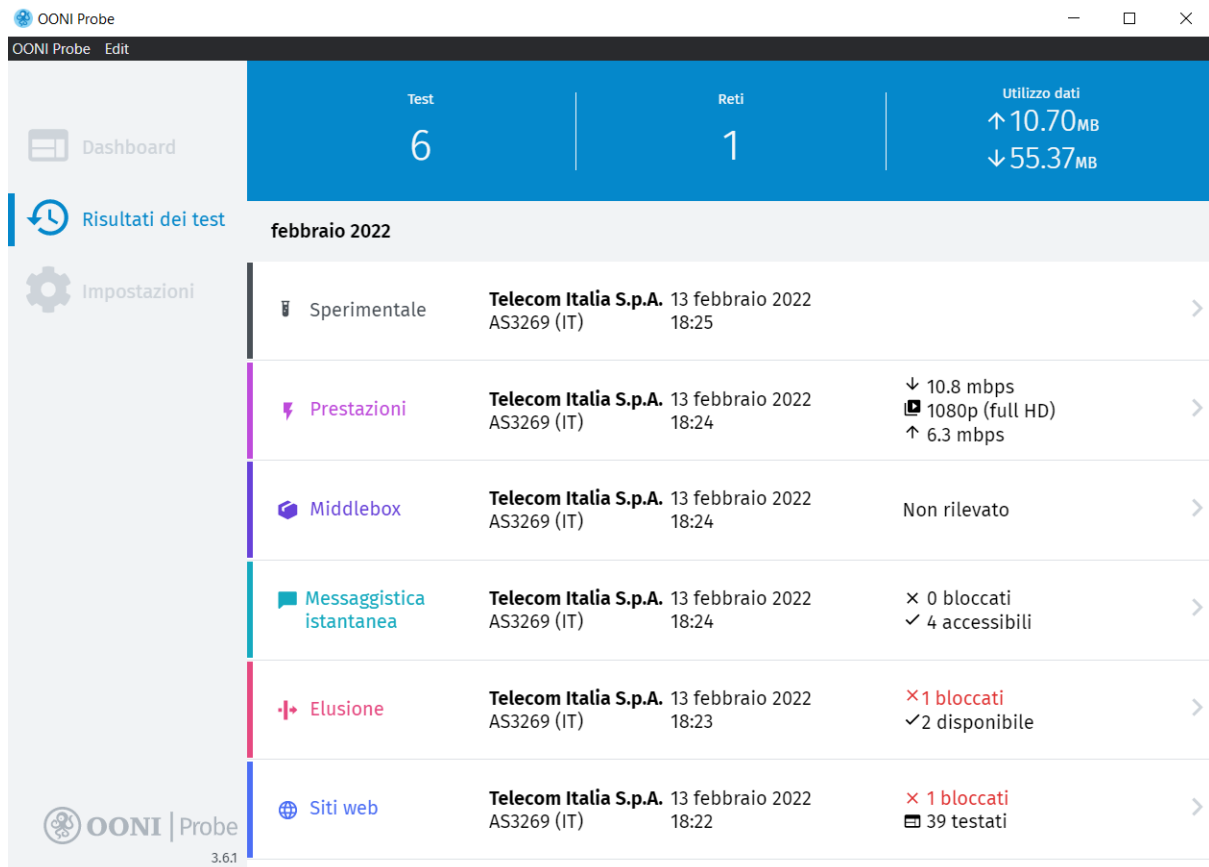 OONI Probe
OONI Probe Edit
Dashboard
Risultati dei test
Impostazioni
OONI Probe
3.6.1
Test
6
Reti
1
Utilizzo dati
↑10.70MB
↓55.37MB
febbraio 2022
Sperimentale
Telecom Italia S.p.A. 13 febbraio 2022
AS3269 (IT) 18:25
Prestazioni
Telecom Italia S.p.A. 13 febbraio 2022
AS3269 (IT) 18:24
↓ 10.8 mbps
1080p (full HD)
↑ 6.3 mbps
Middlebox
Telecom Italia S.p.A. 13 febbraio 2022
AS3269 (IT) 18:24
Non rilevato
Messaggistica
istantanea
Telecom Italia S.p.A. 13 febbraio 2022
AS3269 (IT) 18:24
× 0 bloccati
✓ 4 accessibili
Elusione
Telecom Italia S.p.A. 13 febbraio 2022
AS3269 (IT) 18:23
×1 bloccati
✓2 disponibile
Siti web
Telecom Italia S.p.A. 13 febbraio 2022
AS3269 (IT) 18:22
× 1 bloccati
39 testati